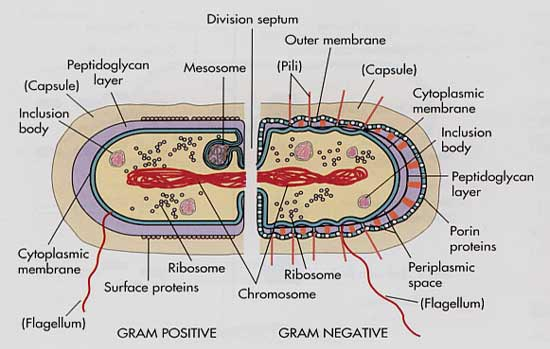 Division septum
Outer membrane
Peptidoglycan
layer
Mesosome
(Pili)
(Capsule)
(Capsule)
Cytoplasmic
membrane
Inclusion
body
Inclusion
body
Peptidoglycan
layer
Porin
proteins
Cytoplasmic
membrane
Ribosome
Ribosome
Periplasmic
space
Surface proteins
Chromosome
(Flagellum)
(Flagellum)
GRAM POSITIVE
GRAM NEGATIVE